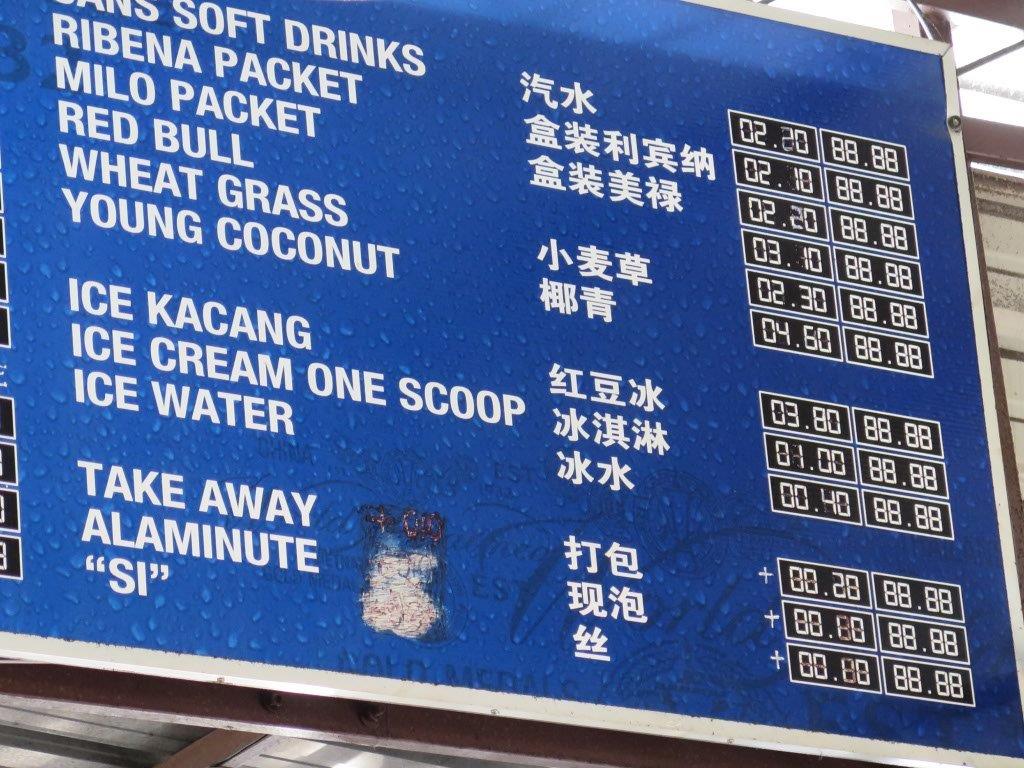 CANS SOFT DRINKS 汽水 02.20 88.88
RIBENA PACKET 盒装利宾纳 02.10 88.88
MILO PACKET 盒装美禄 02.20 88.88
RED BULL 03.10 88.88
WHEAT GRASS 小麦草 02.30 88.88
YOUNG COCONUT 椰青 04.60 88.88
ICE KACANG 红豆冰 03.80 88.88
ICE CREAM ONE SCOOP 冰淇淋 .00 88.88
ICE WATER 冰水 00.40 88.88
TAKE AWAY 打包 + 00.20 88.88
ALAMINUTE 现泡 + 88.88
“SI” 丝 + 88.88
EST
GOLD MEDALS